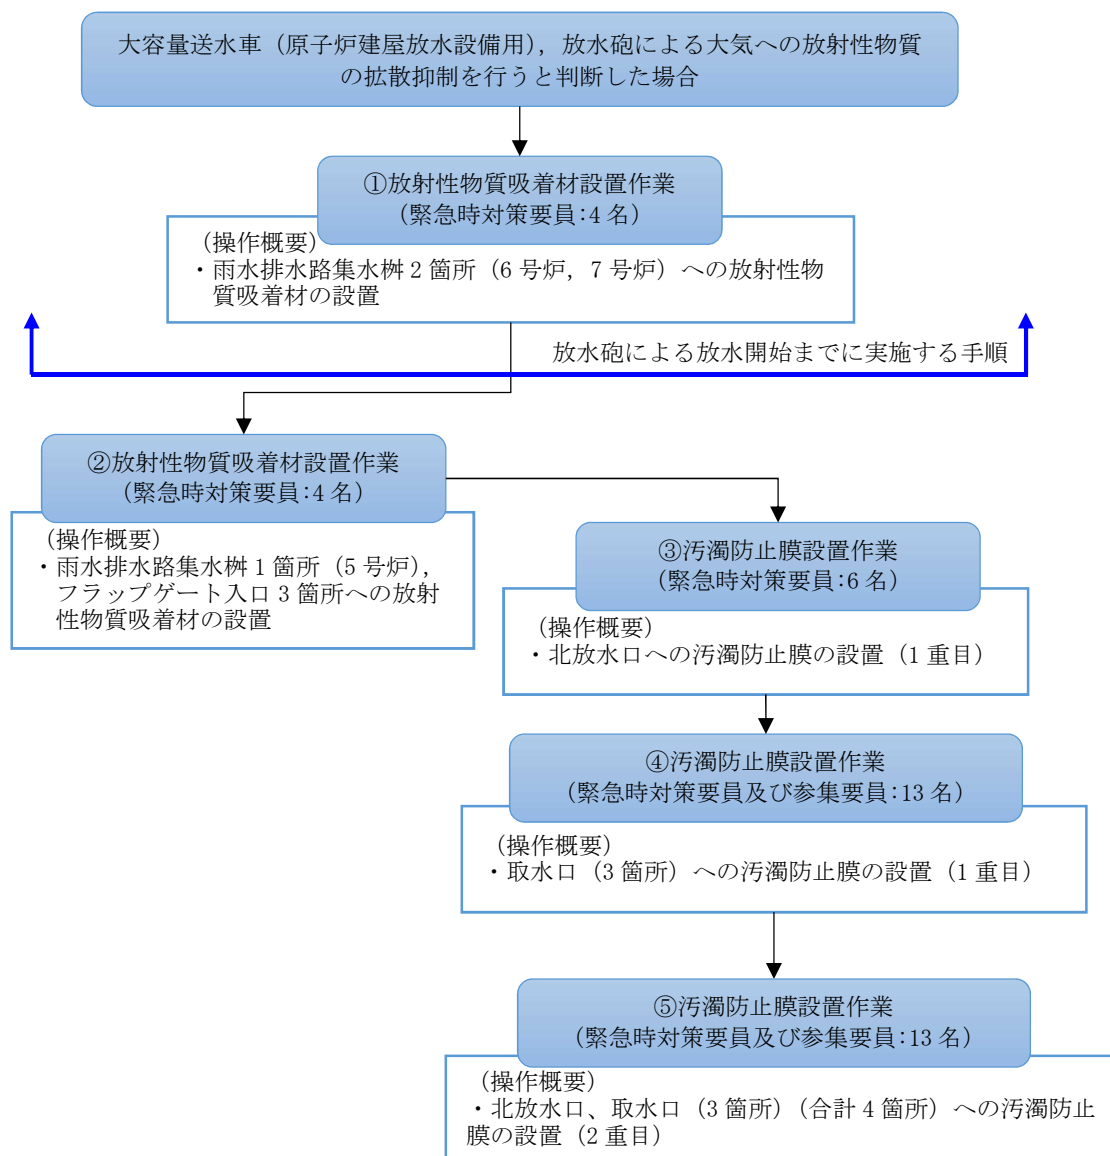 大容量送水車（原子炉建屋放水設備用），放水砲による大気への放射性物質
の拡散抑制を行うと判断した場合
①放射性物質吸着材設置作業
（緊急時対策要員:4 名）
（操作概要）
・雨水排水路集水桝 2 箇所（6 号炉，7 号炉）への放射性物
質吸着材の設置
放水砲による放水開始までに実施する手順
②放射性物質吸着材設置作業
（緊急時対策要員:4 名）
（操作概要）
・雨水排水路集水桝 1 箇所（5 号炉），
フラップゲート入口 3 箇所への放射
性物質吸着材の設置
③汚濁防止膜設置作業
（緊急時対策要員:6 名）
（操作概要）
・北放水口への汚濁防止膜の設置（1 重目）
④汚濁防止膜設置作業
（緊急時対策要員及び参集要員:13 名）
（操作概要）
・取水口（3 箇所）への汚濁防止膜の設置（1 重目）
⑤汚濁防止膜設置作業
（緊急時対策要員及び参集要員:13 名）
（操作概要）
・北放水口、取水口（3 箇所）（合計 4 箇所）への汚濁防止
膜の設置（2 重目）